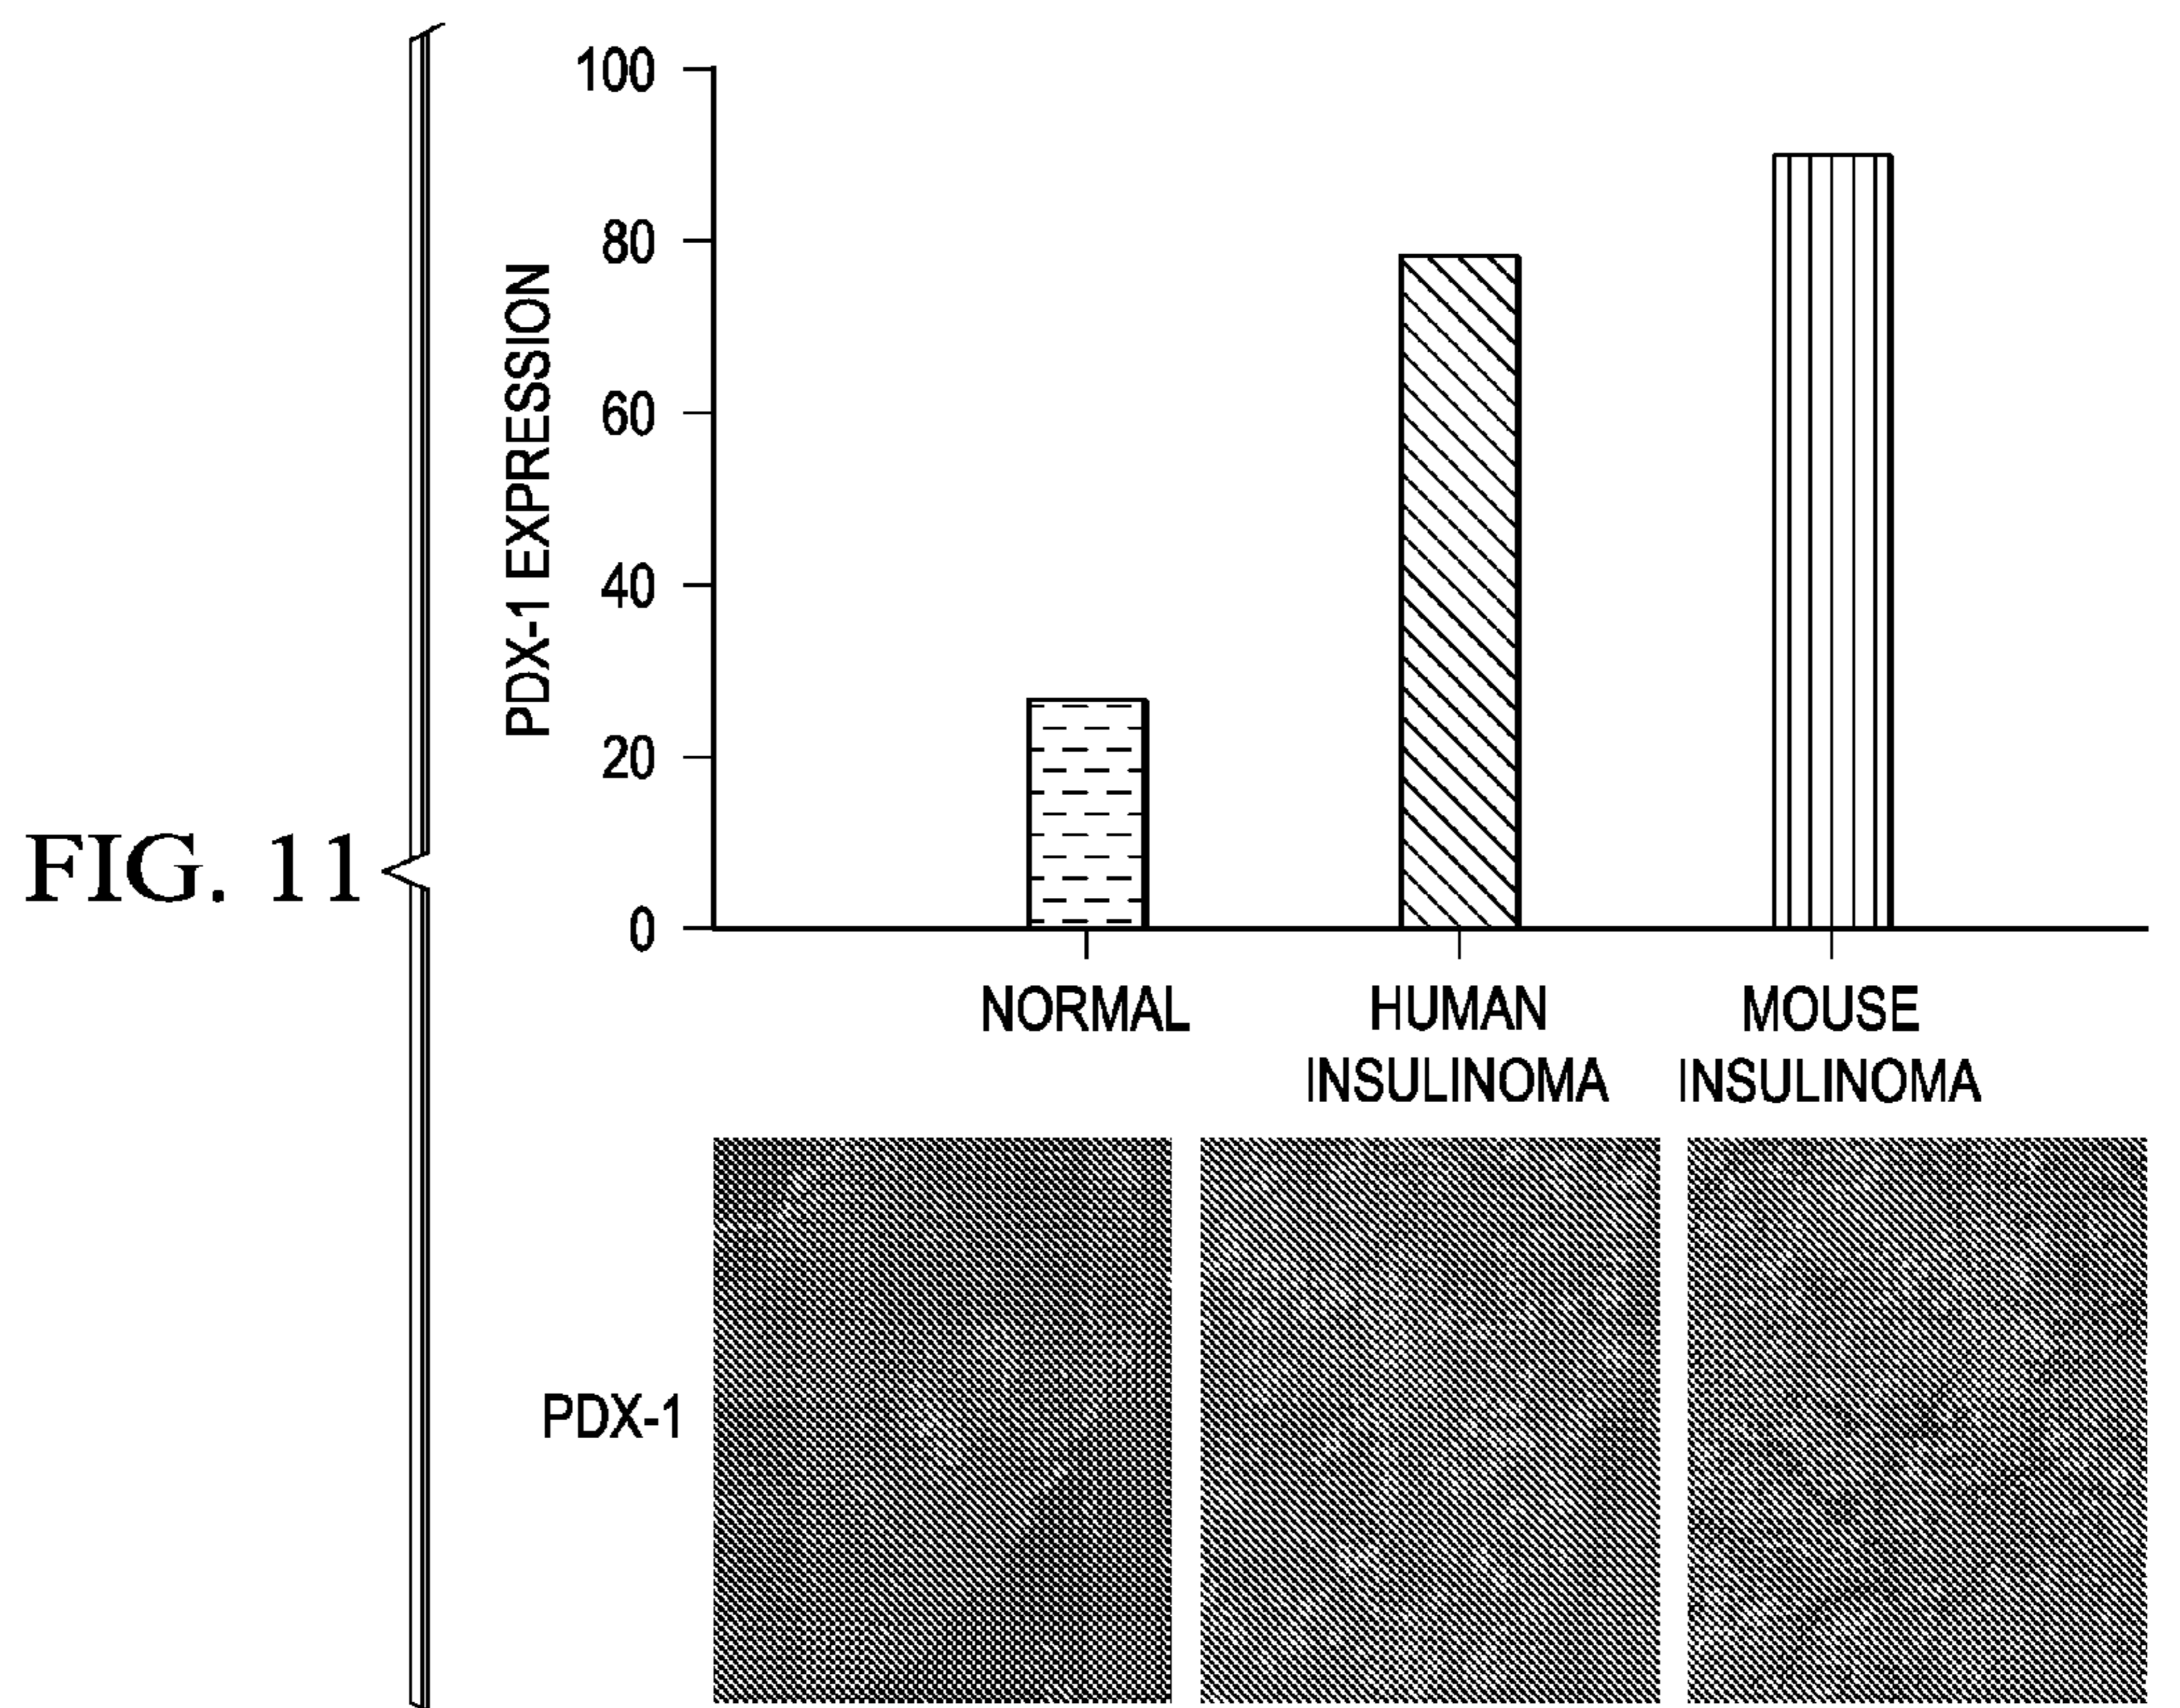 FIG. 11
PDX-1 EXPRESSION
100
80
60
40
20
0
NORMAL
HUMAN
INSULINOMA
MOUSE
INSULINOMA
PDX-1